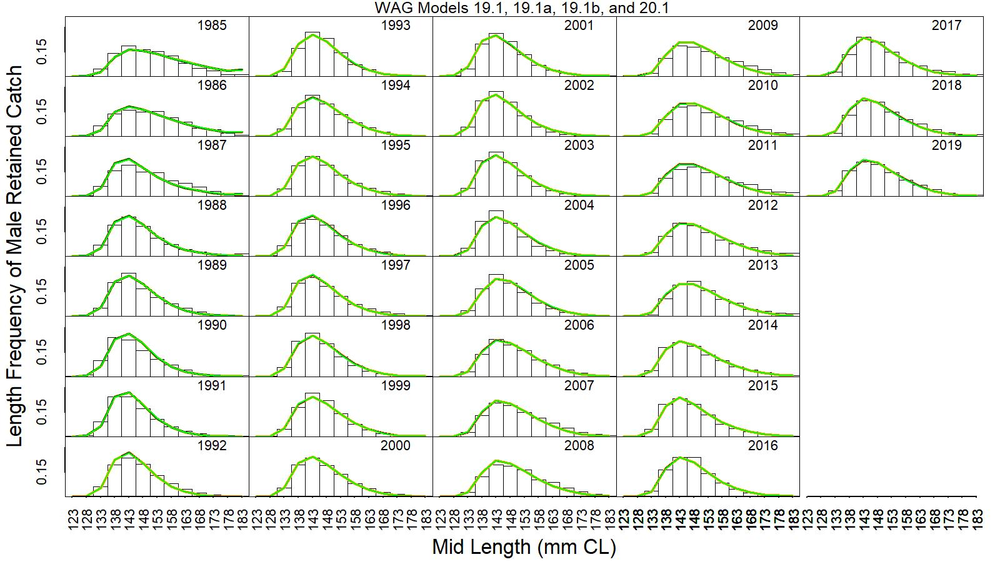 WAG Models 19.1, 19.1a, 19.1b, and 20.1
Length Frequency of Male Retained Catch
0.15 1985 1993 2001 2009 2017
0.15 1986 1994 2002 2010 2018
0.15 1987 1995 2003 2011 2019
0.15 1988 1996 2004 2012
0.15 1989 1997 2005 2013
0.15 1990 1998 2006 2014
0.15 1991 1999 2007 2015
0.15 1992 2000 2008 2016
123 128 133 138 143 148 153 158 163 168 173 178 183 123 128 133 138 143 148 153 158 163 168 173 178 183 123 128 133 138 143 148 153 158 163 168 173 178 183 123 128 133 138 143 148 153 158 163 168 173 178 183 123 128 133 138 143 148 153 158 163 168 173 178 183
Mid Length (mm CL)